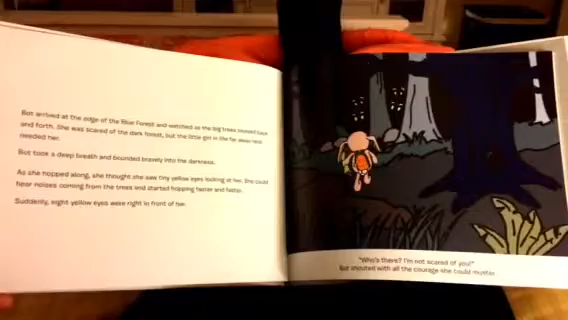 Bot arrived at the edge of the Blue Forest and watched as the big trees swayed back
and forth. She was scared of the dark forest, but the little girl in the far away land
needed her.
Bot took a deep breath and bounded bravely into the darkness.
As she hopped along, she thought she saw tiny yellow eyes looking at her. She could
hear noises coming from the trees and started hopping faster and faster.
Suddenly, eight yellow eyes were right in front of her.
"Who's there? I'm not scared of you!"
Bot shouted with all the courage she could muster.